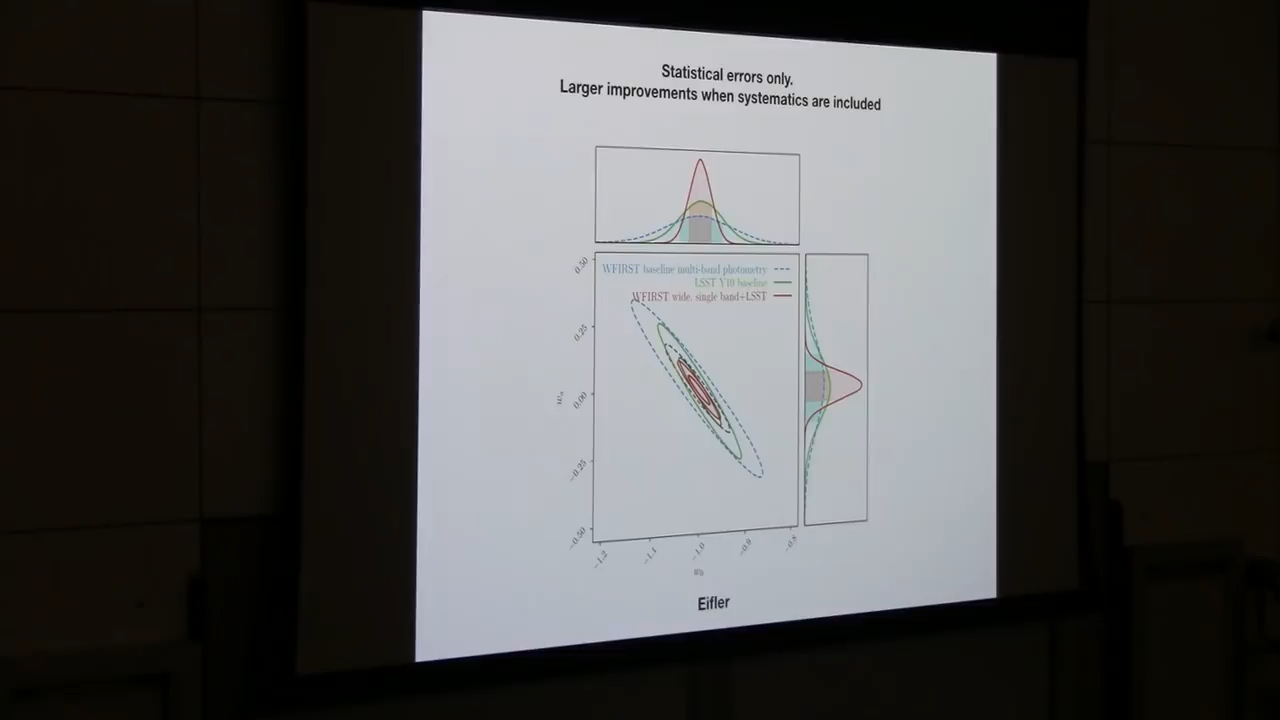 Statistical errors only.
Larger improvements when systematics are included
WFIRST baseline multi-band photometry
LSST Y10 baseline
WFIRST wide, single band+LSST
0.50
0.25
0.00
−0.25
−0.50
−1.2
−1.1
−1.0
−0.9
−0.8
Eifler